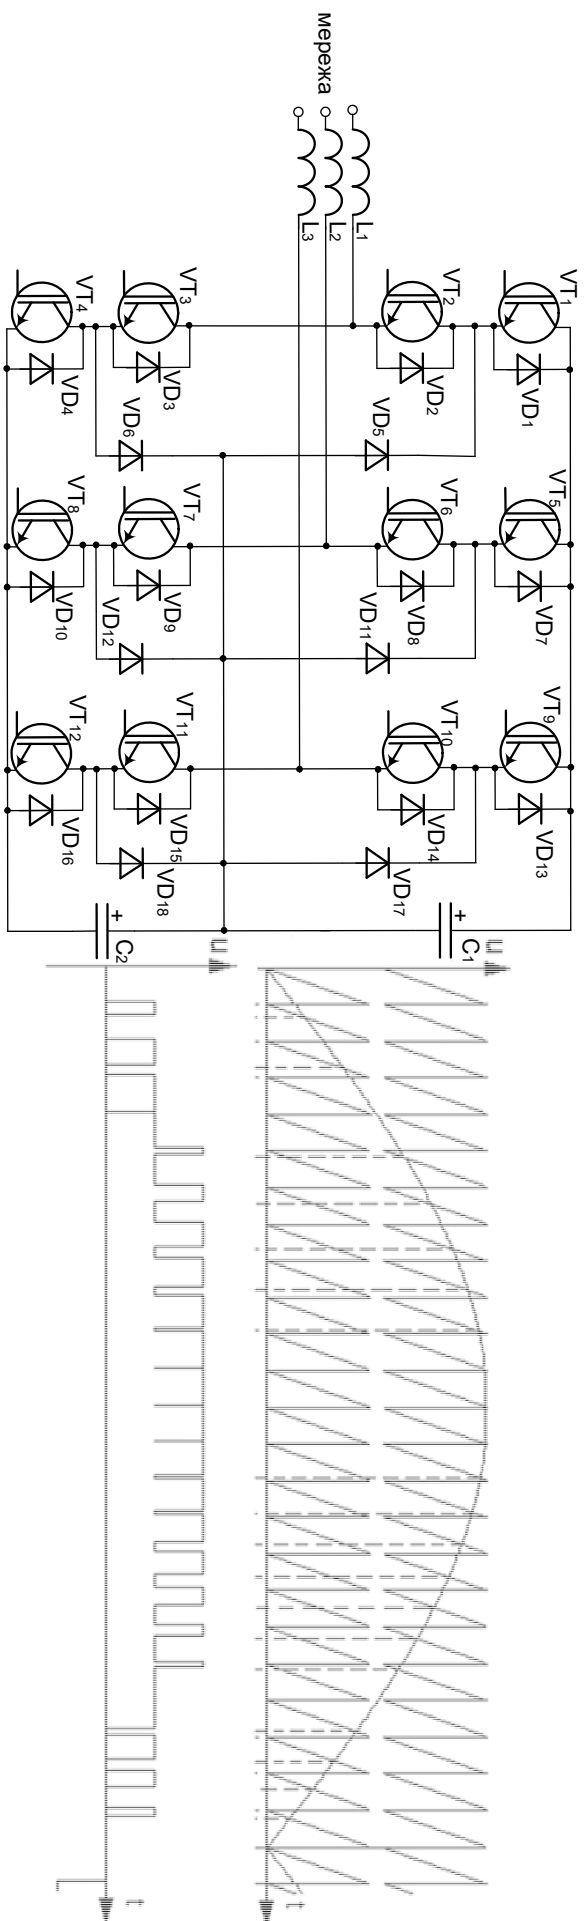 мережа
L1
L2
L3
VT1
VD1
VT2
VD2
VD5
VT3
VD3
VD6
VT4
VD4
VT5
VD7
VT6
VD8
VD11
VT7
VD9
VD12
VT8
VD10
VT9
VD13
VT10
VD14
VD17
VT11
VD15
VD18
VT12
VD16
+
C1
+
C2
u
t
u
t